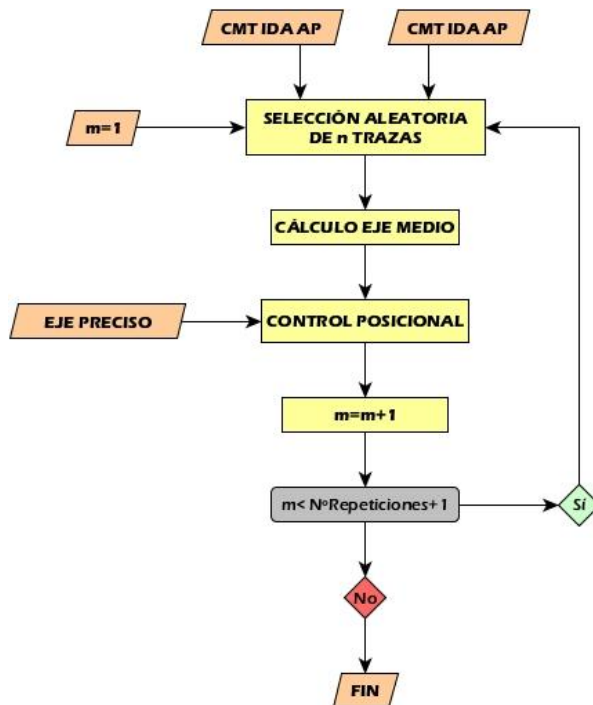 CMT IDA AP
CMT IDA AP
m=1
SELECCIÓN ALEATORIA
DE n TRAZAS
CÁLCULO EJE MEDIO
EJE PRECISO
CONTROL POSICIONAL
m=m+1
m< NºRepeticiones+1
Sí
No
FIN